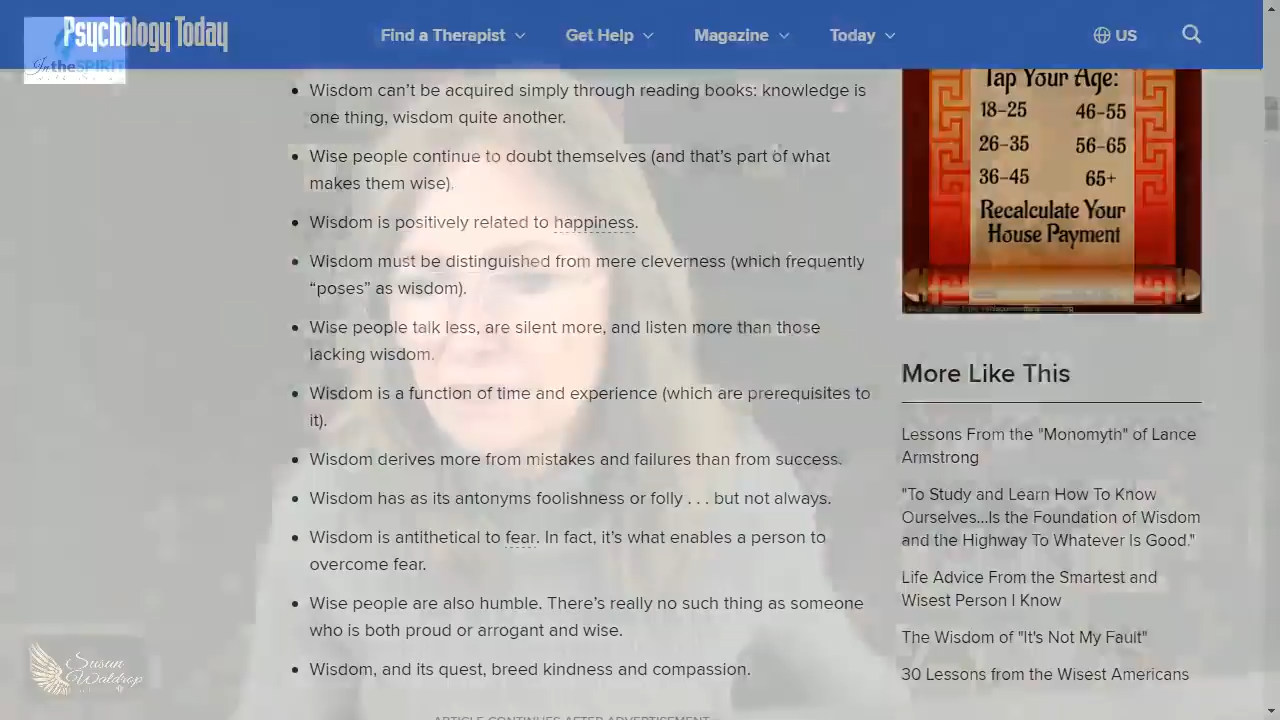 Psychology Today
Find a Therapist
Get Help
Magazine
Today
US
In the SPIRIT
• Wisdom can’t be acquired simply through reading books: knowledge is
one thing, wisdom quite another.
• Wise people continue to doubt themselves (and that’s part of what
makes them wise).
• Wisdom is positively related to happiness.
• Wisdom must be distinguished from mere cleverness (which frequently
“poses” as wisdom).
• Wise people talk less, are silent more, and listen more than those
lacking wisdom.
• Wisdom is a function of time and experience (which are prerequisites to
it).
• Wisdom derives more from mistakes and failures than from success.
• Wisdom has as its antonyms foolishness or folly . . . but not always.
• Wisdom is antithetical to fear. In fact, it’s what enables a person to
overcome fear.
• Wise people are also humble. There’s really no such thing as someone
who is both proud or arrogant and wise.
• Wisdom, and its quest, breed kindness and compassion.
ARTICLE CONTINUES AFTER ADVERTISEMENT
Tap Your Age:
18-25 46-55
26-35 56-65
36-45 65+
Recalculate Your
House Payment
More Like This
Lessons From the "Monomyth" of Lance
Armstrong
"To Study and Learn How To Know
Ourselves...Is the Foundation of Wisdom
and the Highway To Whatever Is Good."
Life Advice From the Smartest and
Wisest Person I Know
The Wisdom of "It's Not My Fault"
30 Lessons from the Wisest Americans
Susan
Waldrop